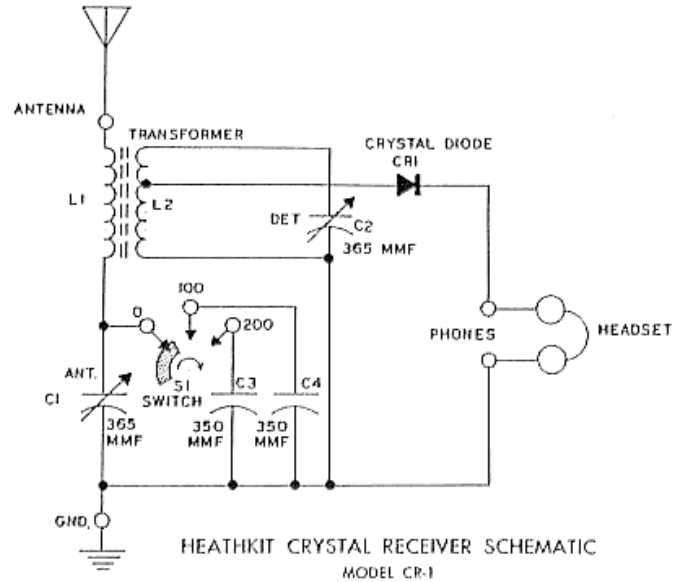 ANTENNA
TRANSFORMER
CRYSTAL DIODE
CR1
L1
L2
DET
C2
365 MMF
0
100
200
PHONES
HEADSET
ANT.
C1
S1
SWITCH
C3
C4
365
MMF
350
MMF
350
MMF
GND.
HEATHKIT CRYSTAL RECEIVER SCHEMATIC
MODEL CR-1